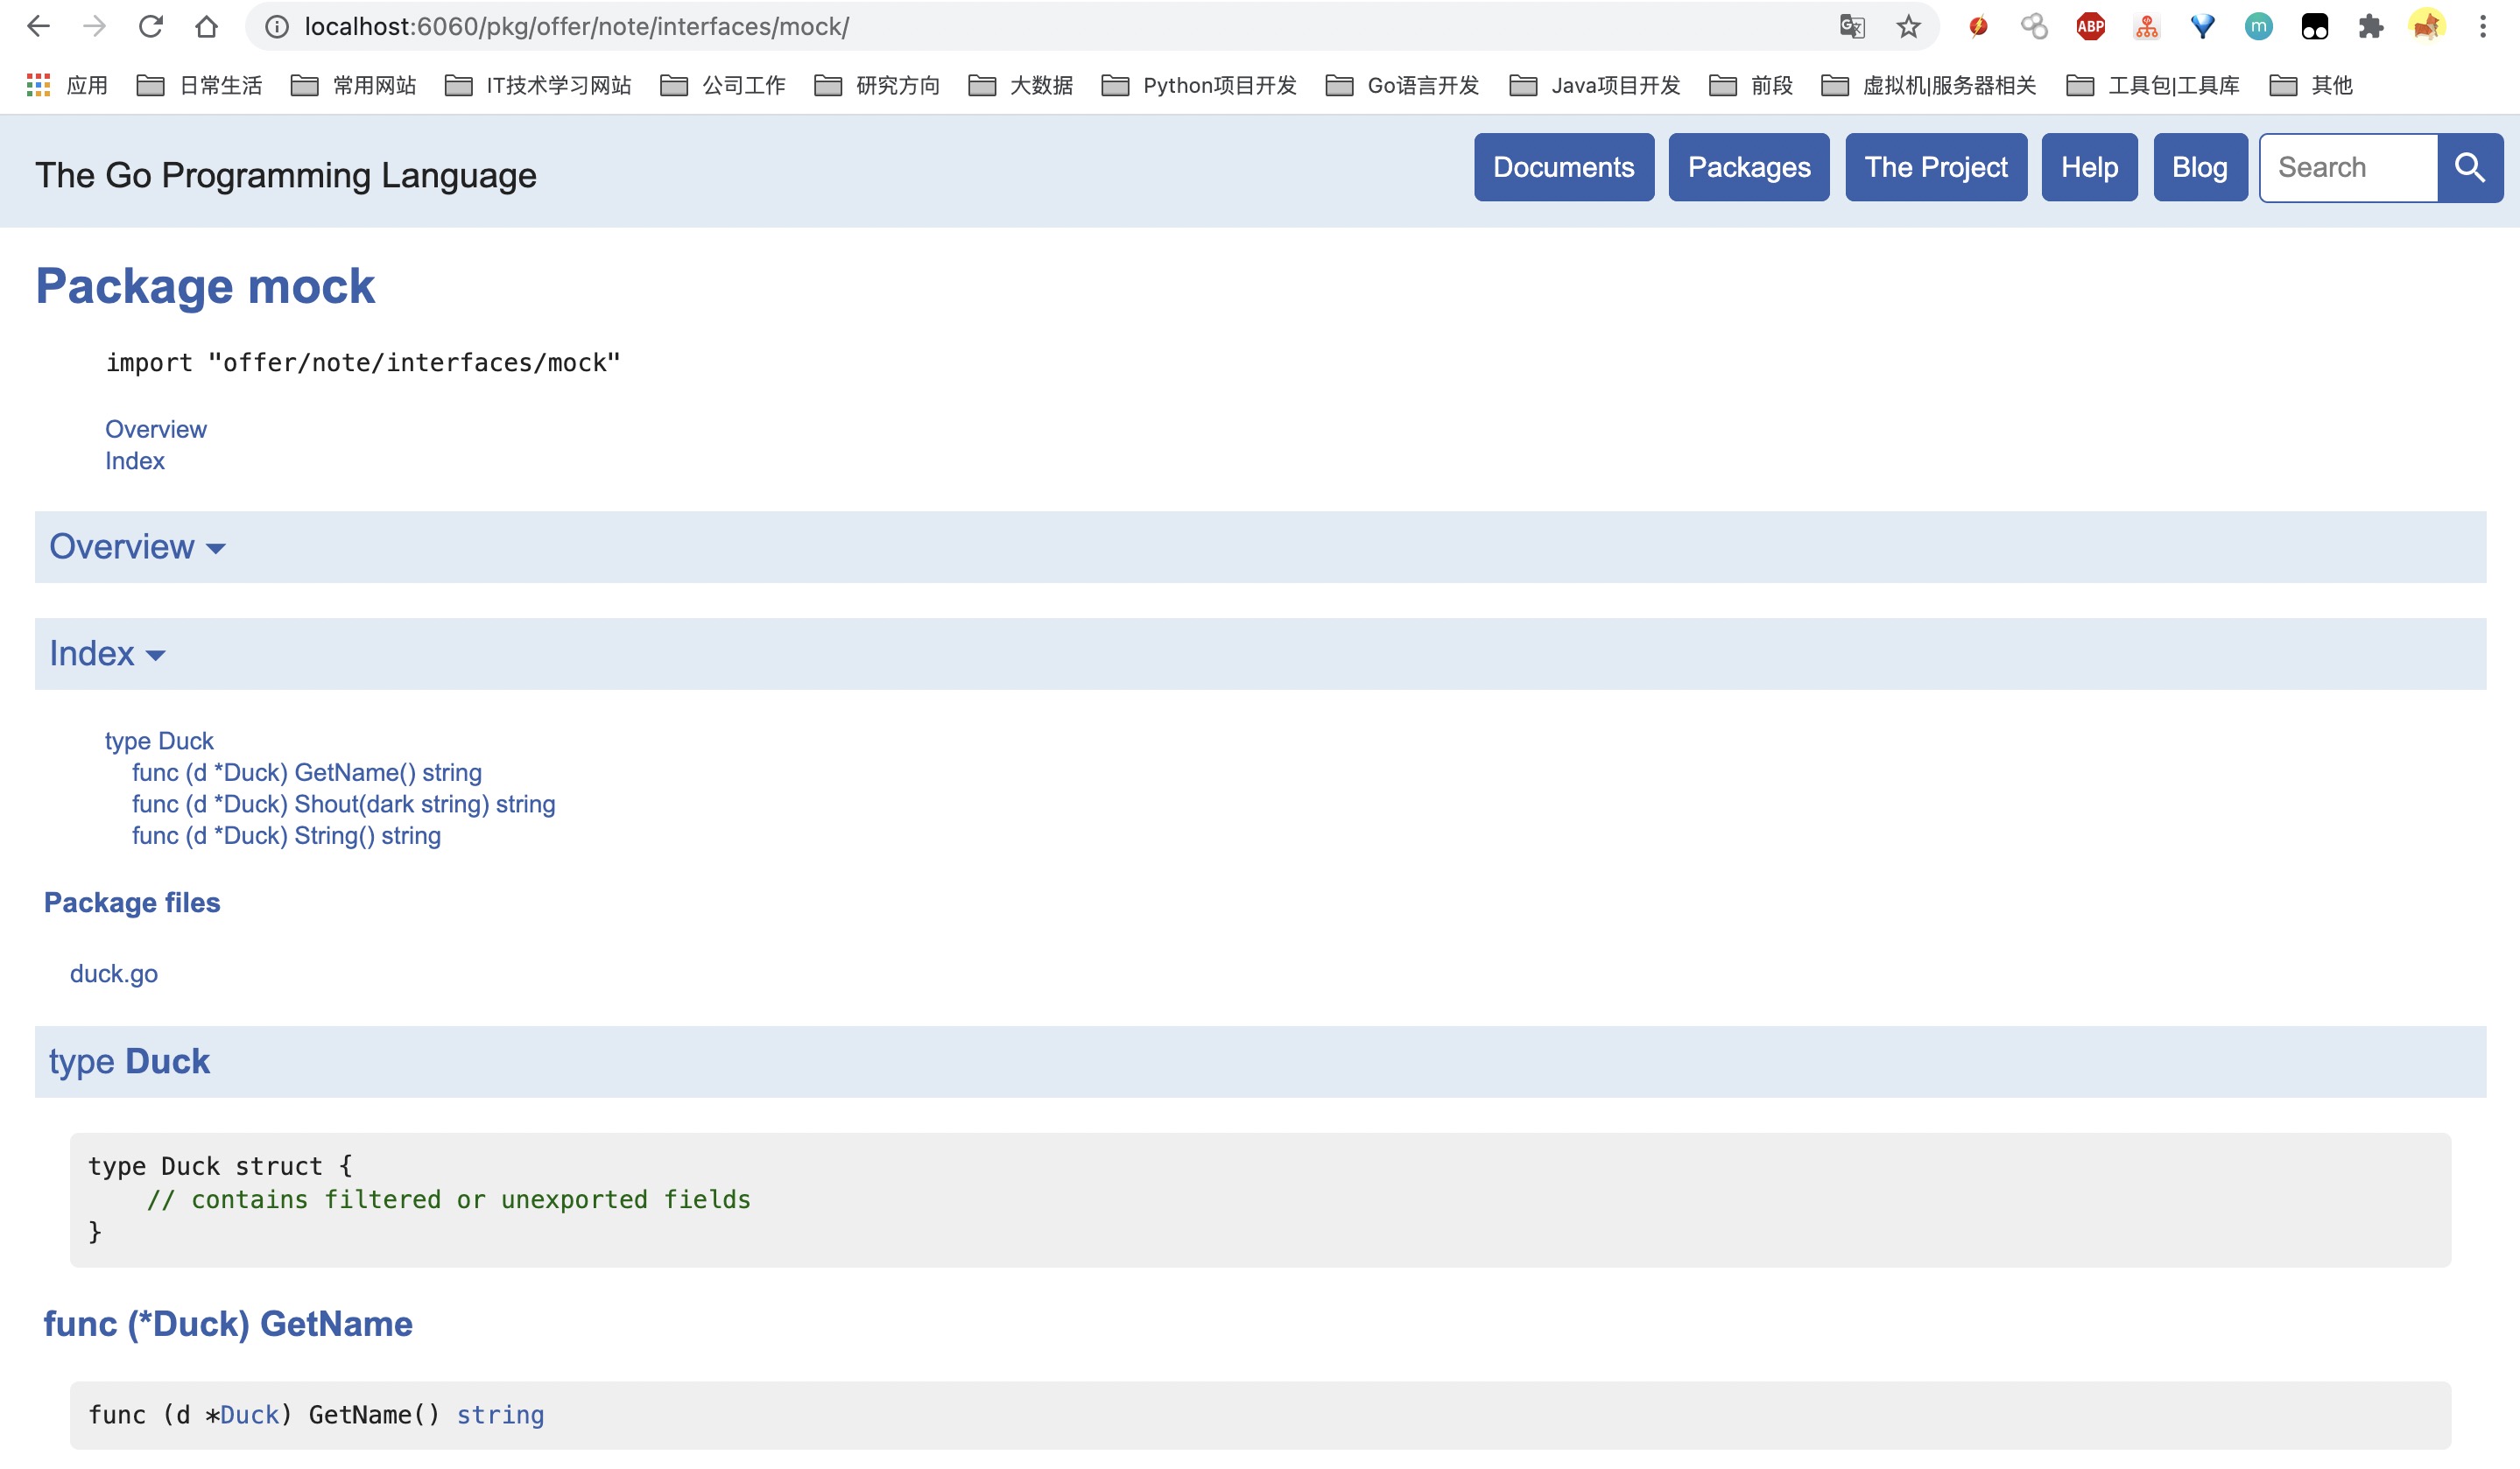 localhost:6060/pkg/offer/note/interfaces/mock/
ABP
m
应用 日常生活 常用网站 IT技术学习网站 公司工作 研究方向 大数据 Python项目开发 Go语言开发 Java项目开发 前段 虚拟机|服务器相关 工具包|工具库 其他
The Go Programming Language
Documents Packages The Project Help Blog Search
Package mock
import "offer/note/interfaces/mock"
Overview
Index
Overview
Index
type Duck
func (d *Duck) GetName() string
func (d *Duck) Shout(dark string) string
func (d *Duck) String() string
Package files
duck.go
type Duck
type Duck struct {
// contains filtered or unexported fields
}
func (*Duck) GetName
func (d *Duck) GetName() string